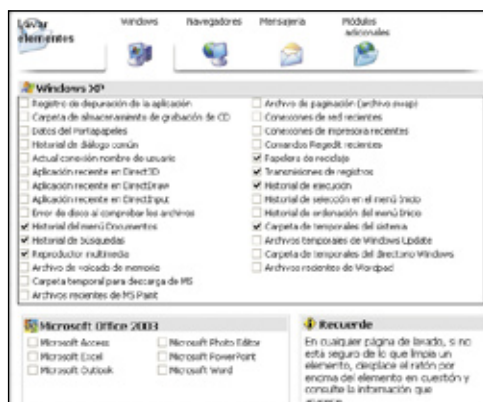 Lavar
elementos
Windows
Navegadores
Mensajería
Módulos
adicionales
Windows XP
Registro de depuración de la aplicación
Carpeta de almacenamiento de grabación de CD
Datos del Portapapeles
Historial de diálogo común
Actual conexión nombre de usuario
Aplicación reciente en Direct3D
Aplicación reciente en DirectDraw
Aplicación reciente en DirectInput
Error de disco al comprobar los archivos
Historial del menú Documentos
Historial de búsquedas
Reproductor multimedia
Archivo de volcado de memoria
Carpeta temporal para descarga de MS
Archivos recientes de MS Paint
Archivo de paginación (archivo swap)
Conexiones de red recientes
Conexiones de impresora recientes
Comandos Regedit recientes
Papelera de reciclaje
Transmisiones de registros
Historial de ejecución
Historial de selección en el menú Inicio
Historial de ordenación del menú Inicio
Carpeta de temporales del sistema
Archivos temporales de Windows Update
Carpeta de temporales del directorio Windows
Archivos recientes de Wordpad
Microsoft Office 2003
Microsoft Access
Microsoft Excel
Microsoft Outlook
Microsoft Photo Editor
Microsoft PowerPoint
Microsoft Word
Recuerde
En cualquier página de lavado, si no
está seguro de lo que limpia un
elemento, desplace el ratón por
encima del elemento en cuestión y
consulte la información que